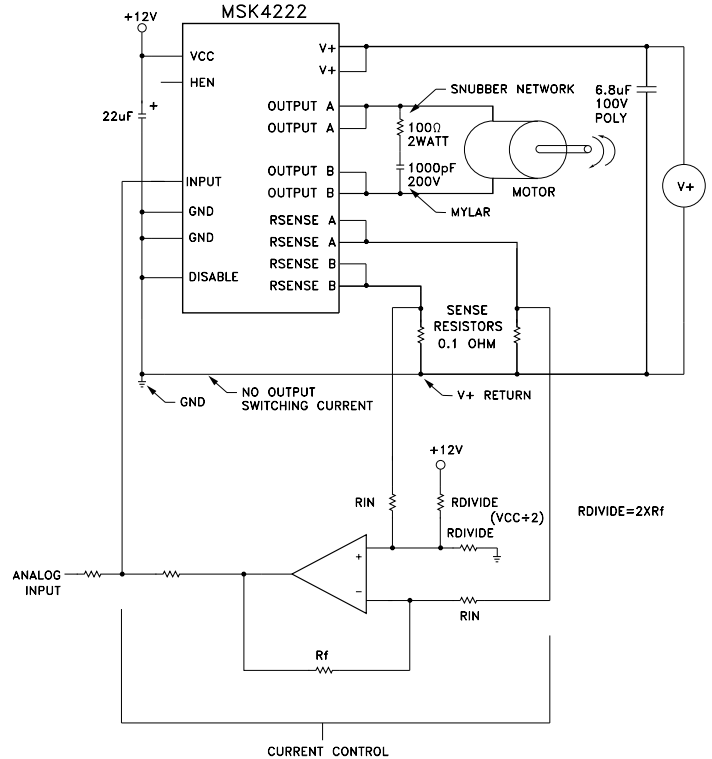 MSK4222
+12V
VCC
HEN
+
22uF
INPUT
GND
GND
DISABLE
V+
V+
OUTPUT A
OUTPUT A
OUTPUT B
OUTPUT B
RSENSE A
RSENSE A
RSENSE B
RSENSE B
SNUBBER NETWORK
100Ω
2WATT
1000pF
200V
MYLAR
MOTOR
6.8uF
100V
POLY
V+
SENSE
RESISTORS
0.1 OHM
GND
NO OUTPUT
SWITCHING CURRENT
V+ RETURN
+12V
RIN
RDIVIDE
(VCC÷2)
RDIVIDE
RDIVIDE=2XRf
+
−
ANALOG
INPUT
RIN
Rf
CURRENT CONTROL